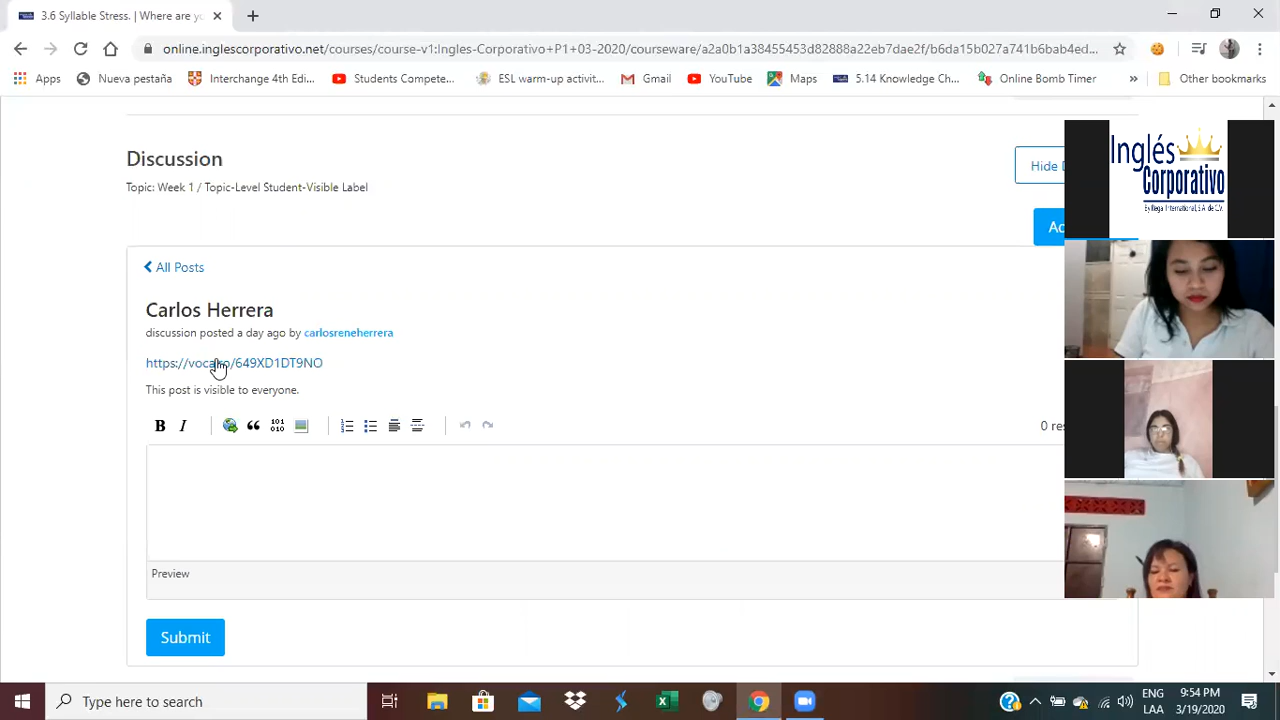 3.6 Syllable Stress. | Where are yo
online.inglescorporativo.net/courses/course-v1:Ingles-Corporativo+P1+03-2020/courseware/a2a0b1a38455453d82888a22eb7dae2f/b6da15b027a741b6bab4ed...
Apps Nueva pestaña Interchange 4th Edi... Students Compete... ESL warm-up activit... Gmail YouTube Maps 5.14 Knowledge Ch... Online Bomb Timer » Other bookmarks
Discussion
Hide D
Topic: Week 1 / Topic-Level Student-Visible Label
Ad
All Posts
Carlos Herrera
discussion posted a day ago by carlosreneherrera
https://vocaroo/649XD1DT9NO
This post is visible to everyone.
B I
0 res
Preview
Submit
Inglés
Corporativo
Type here to search
ENG
LAA
9:54 PM
3/19/2020